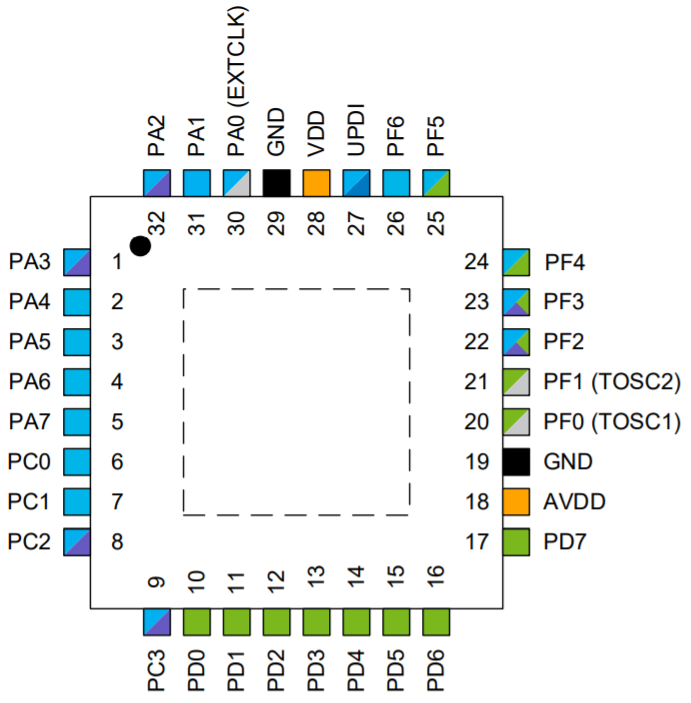 PA2
PA1
PA0 (EXTCLK)
GND
VDD
UPDI
PF6
PF5
32
31
30
29
28
27
26
25
PA3 1
PA4 2
PA5 3
PA6 4
PA7 5
PC0 6
PC1 7
PC2 8
24 PF4
23 PF3
22 PF2
21 PF1 (TOSC2)
20 PF0 (TOSC1)
19 GND
18 AVDD
17 PD7
9
10
11
12
13
14
15
16
PC3
PD0
PD1
PD2
PD3
PD4
PD5
PD6